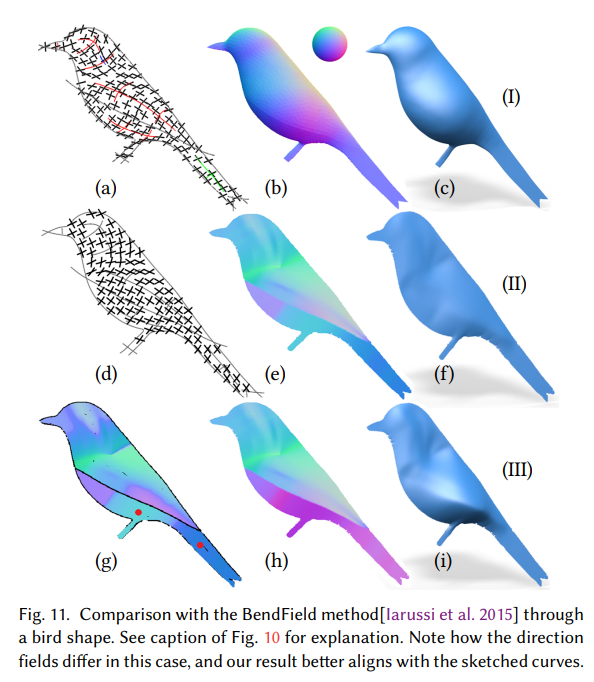 (I)
(a) (b) (c)
(II)
(d) (e) (f)
(III)
(g) (h) (i)
Fig. 11. Comparison with the BendField method[Iarussi et al. 2015] through
a bird shape. See caption of Fig. 10 for explanation. Note how the direction
fields differ in this case, and our result better aligns with the sketched curves.